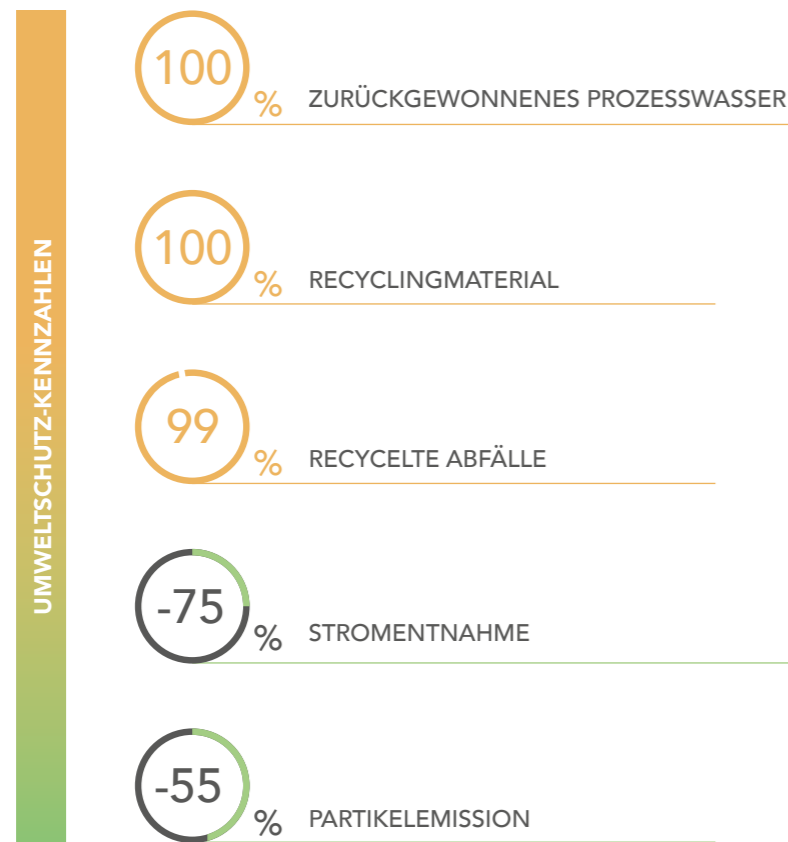 UMWELTSCHUTZ-KENNZAHLEN
100 % ZURÜCKGEWONNENES PROZESSWASSER
100 % RECYCLINGMATERIAL
99 % RECYCELTE ABFÄLLE
-75 % STROMENTNAHME
-55 % PARTIKELEMISSION